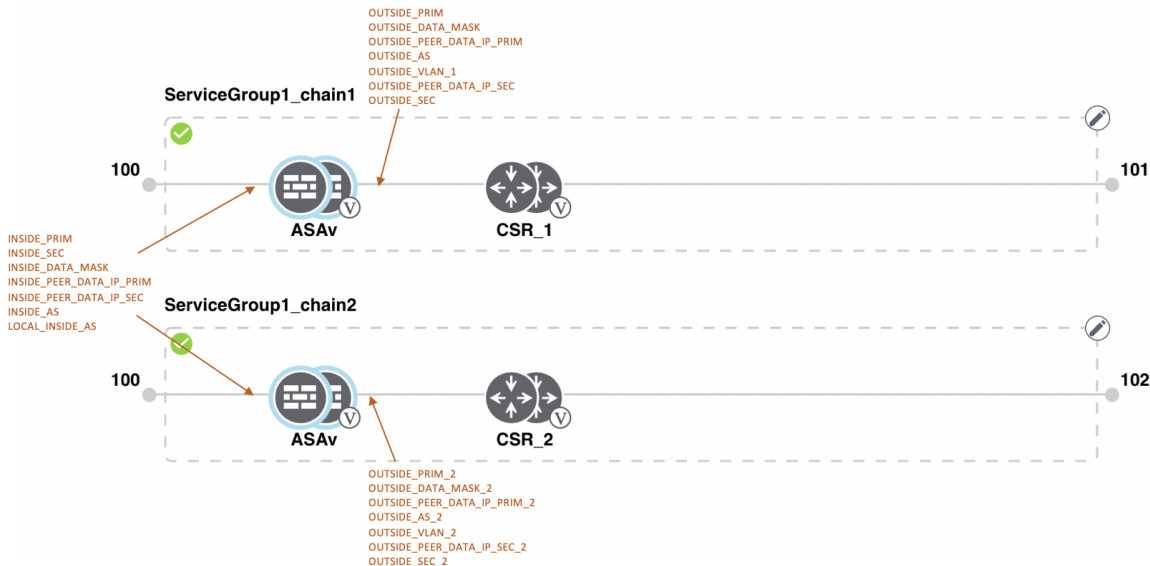 OUTSIDE_PRIM
OUTSIDE_DATA_MASK
OUTSIDE_PEER_DATA_IP_PRIM
OUTSIDE_AS
OUTSIDE_VLAN_1
OUTSIDE_PEER_DATA_IP_SEC
OUTSIDE_SEC
ServiceGroup1_chain1
100
101
V
V
ASAv
CSR_1
INSIDE_PRIM
INSIDE_SEC
INSIDE_DATA_MASK
INSIDE_PEER_DATA_IP_PRIM
INSIDE_PEER_DATA_IP_SEC
INSIDE_AS
LOCAL_INSIDE_AS
ServiceGroup1_chain2
100
102
V
V
ASAv
CSR_2
OUTSIDE_PRIM_2
OUTSIDE_DATA_MASK_2
OUTSIDE_PEER_DATA_IP_PRIM_2
OUTSIDE_AS_2
OUTSIDE_VLAN_2
OUTSIDE_PEER_DATA_IP_SEC_2
OUTSIDE_SEC_2